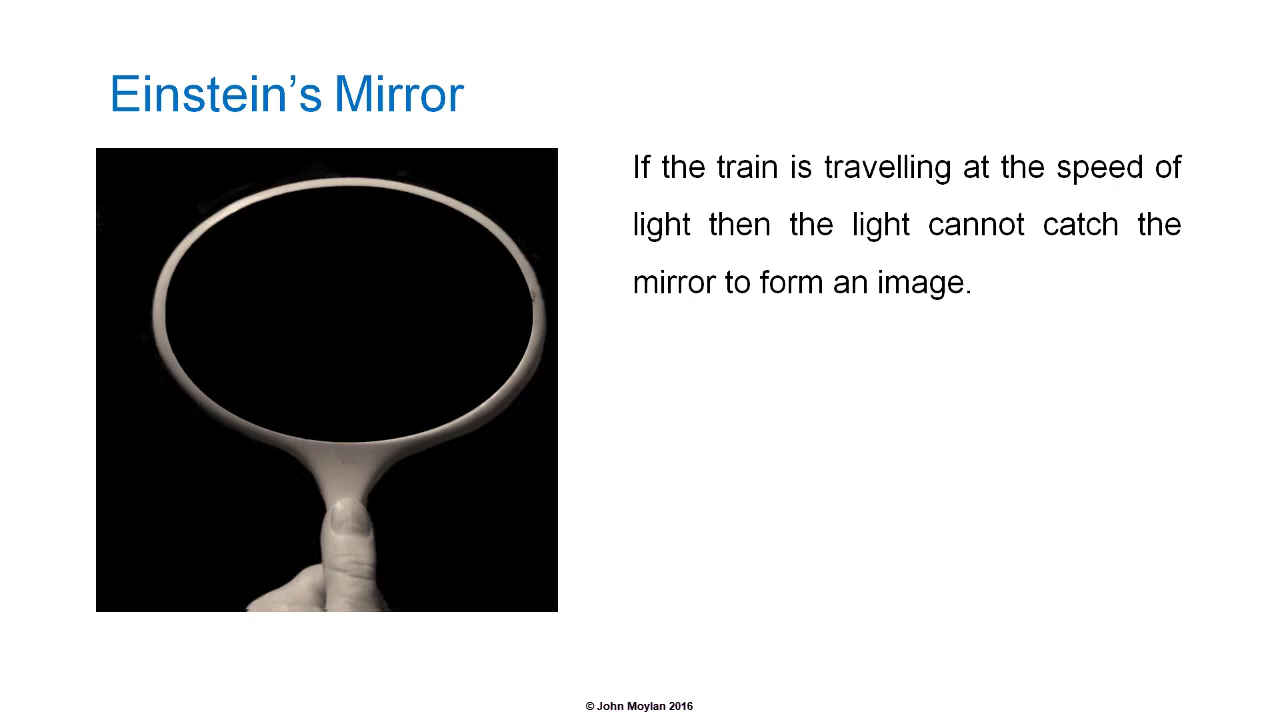 Einstein’s Mirror
If the train is travelling at the speed of
light then the light cannot catch the
mirror to form an image.
© John Moylan 2016